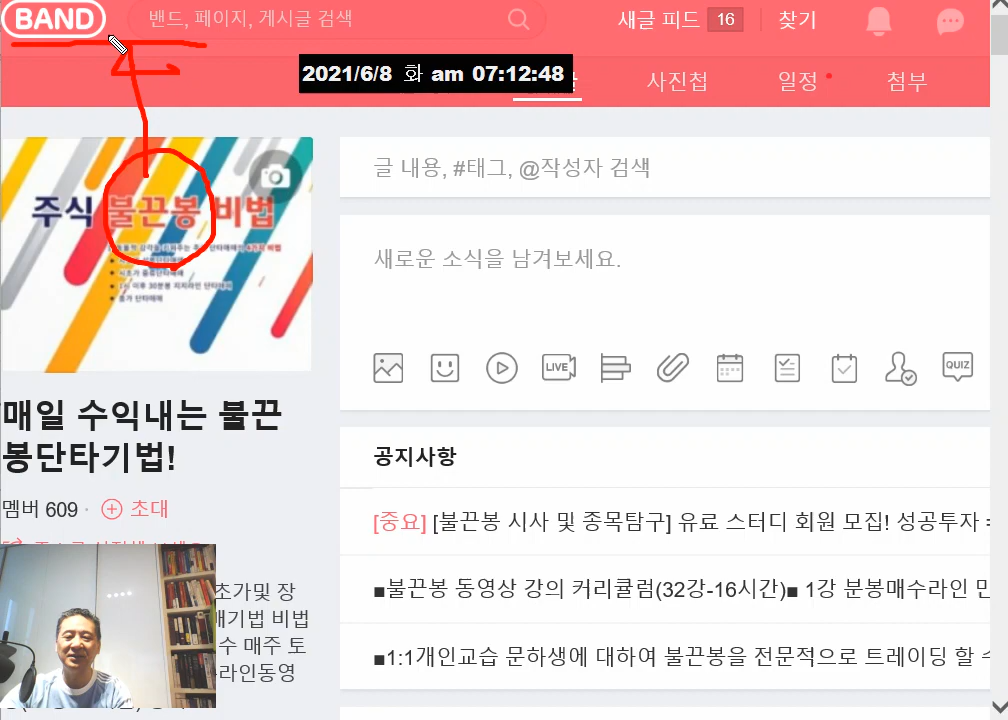 BAND
밴드, 페이지, 게시글 검색
새글 피드 16
찾기
2021/6/8 화 am 07:12:48
사진첩
일정
첨부
주식 불끈봉 비법
종가 단타매매
매일 수익내는 불끈
봉단타기법!
멤버 609 · 초대
초가및 장
매기법 비법
수 매주 토
라인동영
글 내용, #태그, @작성자 검색
새로운 소식을 남겨보세요.
LIVE
QUIZ
공지사항
[중요] [불끈봉 시사 및 종목탐구] 유료 스터디 회원 모집! 성공투자
■불끈봉 동영상 강의 커리큘럼(32강-16시간)■ 1강 분봉매수라인
■1:1개인교습 문하생에 대하여 불끈봉을 전문적으로 트레이딩 할